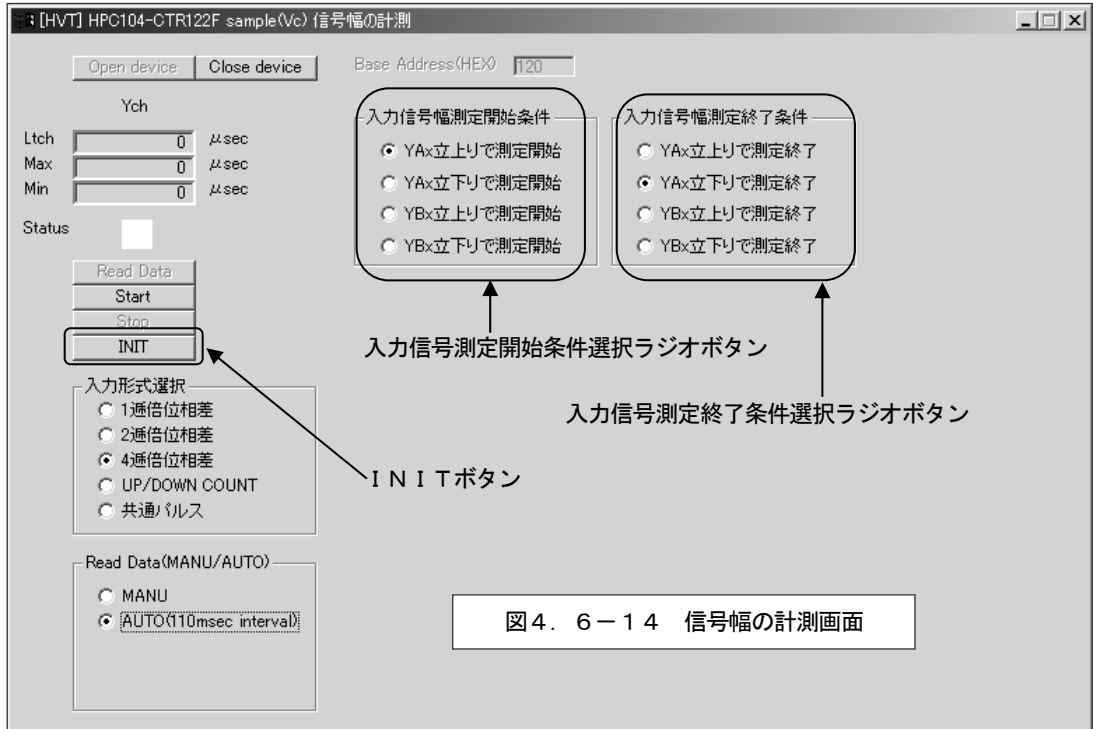 [HVT] HPC104-CTR122F sample(Vc) 信号幅の計測
Open device
Close device
Base Address(HEX)
120
Ych
Ltch
0
μsec
Max
0
μsec
Min
0
μsec
Status
Read Data
Start
Stop
INIT
入力信号幅測定開始条件
YAx立上りで測定開始
YAx立下りで測定開始
YBx立上りで測定開始
YBx立下りで測定開始
入力信号幅測定終了条件
YAx立上りで測定終了
YAx立下りで測定終了
YBx立上りで測定終了
YBx立下りで測定終了
入力信号測定開始条件選択ラジオボタン
入力信号測定終了条件選択ラジオボタン
入力形式選択
1逓倍位相差
2逓倍位相差
4逓倍位相差
UP/DOWN COUNT
共通パルス
INITボタン
Read Data(MANU/AUTO)
MANU
AUTO(110msec interval)
図4.6-14 信号幅の計測画面